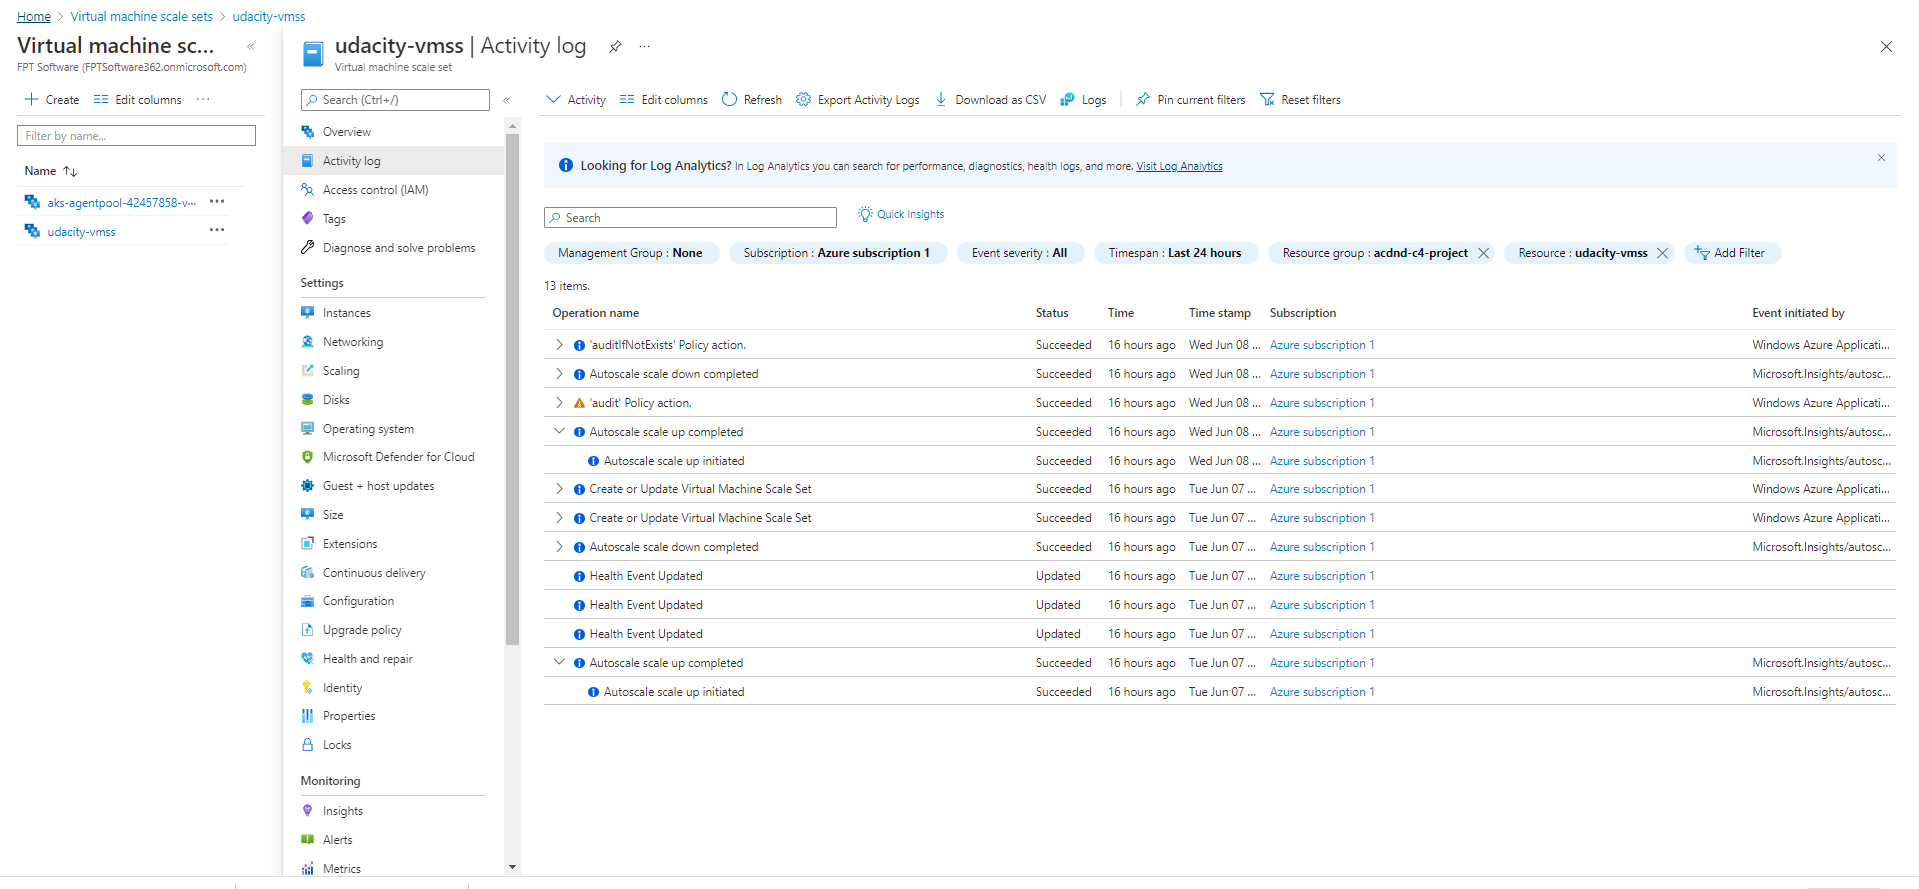 Home > Virtual machine scale sets > udacity-vmss
Virtual machine sc... «
FPT Software (FPTSoftware362.onmicrosoft.com)
Create Edit columns ...
Filter by name...
Name ↑↓
aks-agentpool-42457858-v... ...
udacity-vmss ...
udacity-vmss | Activity log ...
Virtual machine scale set
Search (Ctrl+/) «
Overview
Activity log
Access control (IAM)
Tags
Diagnose and solve problems
Settings
Instances
Networking
Scaling
Disks
Operating system
Microsoft Defender for Cloud
Guest + host updates
Size
Extensions
Continuous delivery
Configuration
Upgrade policy
Health and repair
Identity
Properties
Locks
Monitoring
Insights
Alerts
Metrics
Activity Edit columns Refresh Export Activity Logs Download as CSV Logs Pin current filters Reset filters
Looking for Log Analytics? In Log Analytics you can search for performance, diagnostics, health logs, and more. Visit Log Analytics
Search Quick Insights
Management Group : None Subscription : Azure subscription 1 Event severity : All Timespan : Last 24 hours Resource group : acdnd-c4-project Resource : udacity-vmss Add Filter
13 items.
Operation name Status Time Time stamp Subscription Event initiated by
'auditIfNotExists' Policy action. Succeeded 16 hours ago Wed Jun 08 ... Azure subscription 1 Windows Azure Applicati...
Autoscale scale down completed Succeeded 16 hours ago Wed Jun 08 ... Azure subscription 1 Microsoft.Insights/autosc...
'audit' Policy action. Succeeded 16 hours ago Wed Jun 08 ... Azure subscription 1 Windows Azure Applicati...
Autoscale scale up completed Succeeded 16 hours ago Wed Jun 08 ... Azure subscription 1 Microsoft.Insights/autosc...
Autoscale scale up initiated Succeeded 16 hours ago Wed Jun 08 ... Azure subscription 1 Microsoft.Insights/autosc...
Create or Update Virtual Machine Scale Set Succeeded 16 hours ago Tue Jun 07 ... Azure subscription 1 Windows Azure Applicati...
Create or Update Virtual Machine Scale Set Succeeded 16 hours ago Tue Jun 07 ... Azure subscription 1 Windows Azure Applicati...
Autoscale scale down completed Succeeded 16 hours ago Tue Jun 07 ... Azure subscription 1 Microsoft.Insights/autosc...
Health Event Updated Updated 16 hours ago Tue Jun 07 ... Azure subscription 1
Health Event Updated Updated 16 hours ago Tue Jun 07 ... Azure subscription 1
Health Event Updated Updated 16 hours ago Tue Jun 07 ... Azure subscription 1
Autoscale scale up completed Succeeded 16 hours ago Tue Jun 07 ... Azure subscription 1 Microsoft.Insights/autosc...
Autoscale scale up initiated Succeeded 16 hours ago Tue Jun 07 ... Azure subscription 1 Microsoft.Insights/autosc...